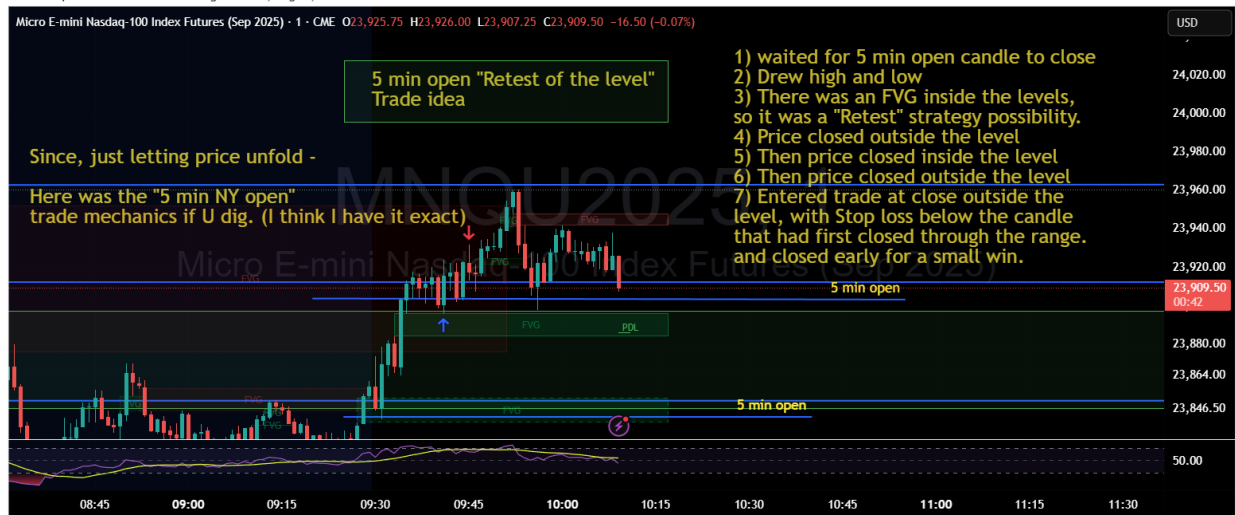 Micro E-mini Nasdaq-100 Index Futures (Sep 2025) · 1 · CME O23,925.75 H23,926.00 L23,907.25 C23,909.50 −16.50 (−0.07%)
USD
5 min open "Retest of the level"
Trade idea
1) waited for 5 min open candle to close
2) Drew high and low
3) There was an FVG inside the levels,
so it was a "Retest" strategy possibility.
4) Price closed outside the level
5) Then price closed inside the level
6) Then price closed outside the level
7) Entered trade at close outside the
level, with Stop loss below the candle
that had first closed through the range.
and closed early for a small win.
Since, just letting price unfold -
Here was the "5 min NY open"
trade mechanics if U dig. (I think I have it exact)
MNQU2025, 1
Micro E-mini Nasdaq-100 Index Futures (Sep 2025)
FVG
FVG
FVG
FVG
5 min open
FVG
PDL
FVG
FVG
FVG
FVG
5 min open
24,020.00
24,000.00
23,980.00
23,960.00
23,940.00
23,920.00
23,909.50
00:42
23,880.00
23,864.00
23,846.50
50.00
08:45
09:00
09:15
09:30
09:45
10:00
10:15
10:30
10:45
11:00
11:15
11:30